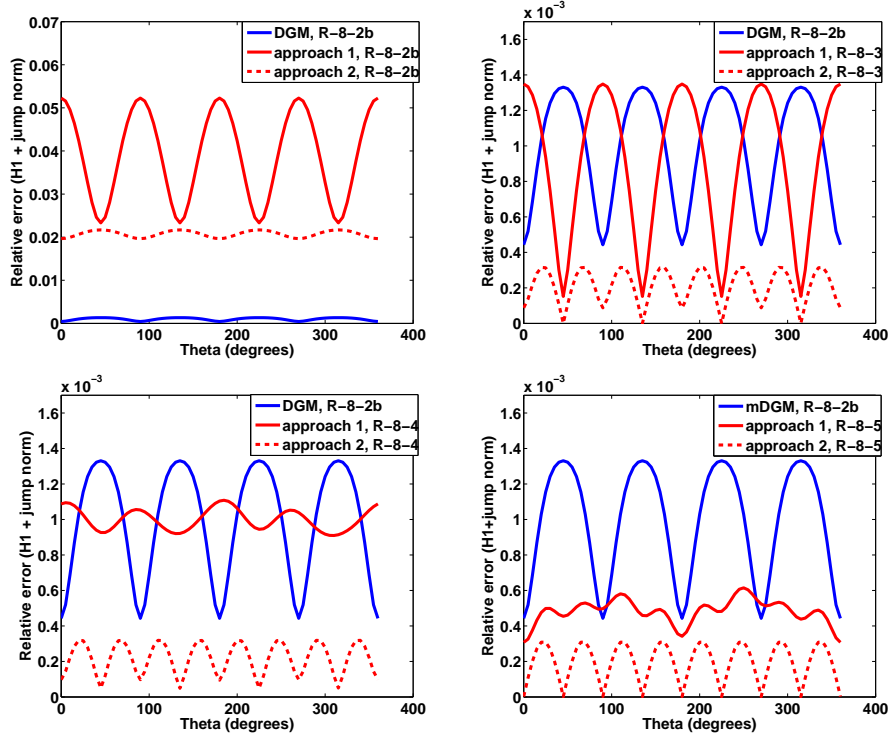 0.07
0.06
0.05
0.04
0.03
0.02
0.01
0
Relative error (H1 + jump norm)
DGM, R−8−2b
approach 1, R−8−2b
approach 2, R−8−2b
0 100 200 300 400
Theta (degrees)
x 10−3
1.6
1.4
1.2
1
0.8
0.6
0.4
0.2
0
Relative error (H1 + jump norm)
DGM, R−8−2b
approach 1, R−8−3
approach 2, R−8−3
0 100 200 300 400
Theta (degrees)
x 10−3
1.6
1.4
1.2
1
0.8
0.6
0.4
0.2
0
Relative error (H1 + jump norm)
DGM, R−8−2b
approach 1, R−8−4
approach 2, R−8−4
0 100 200 300 400
Theta (degrees)
x 10−3
1.6
1.4
1.2
1
0.8
0.6
0.4
0.2
0
Relative error (H1+jump norm)
mDGM, R−8−2b
approach 1, R−8−5
approach 2, R−8−5
0 100 200 300 400
Theta (degrees)